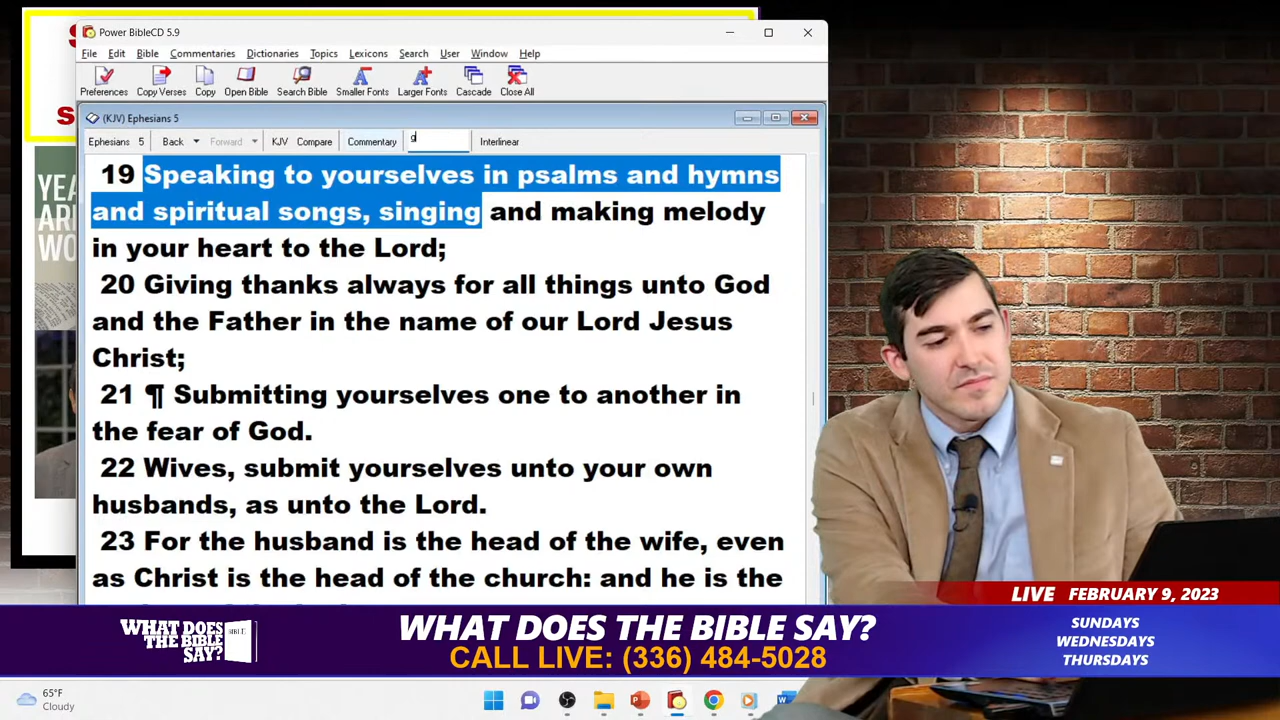 Power BibleCD 5.9
File Edit Bible Commentaries Dictionaries Topics Lexicons Search User Window Help
Preferences Copy Verses Copy Open Bible Search Bible Smaller Fonts Larger Fonts Cascade Close All
(KJV) Ephesians 5
Ephesians 5 Back Forward KJV Compare Commentary g Interlinear
19 Speaking to yourselves in psalms and hymns
and spiritual songs, singing and making melody
in your heart to the Lord;
20 Giving thanks always for all things unto God
and the Father in the name of our Lord Jesus
Christ;
21 ¶ Submitting yourselves one to another in
the fear of God.
22 Wives, submit yourselves unto your own
husbands, as unto the Lord.
23 For the husband is the head of the wife, even
as Christ is the head of the church: and he is the
S
S
YEA
ARE
WO
LIVE FEBRUARY 9, 2023
WHAT DOES
THE BIBLE
SAY?
BIBLE
WHAT DOES THE BIBLE SAY?
CALL LIVE: (336) 484-5028
SUNDAYS
WEDNESDAYS
THURSDAYS
65°F
Cloudy